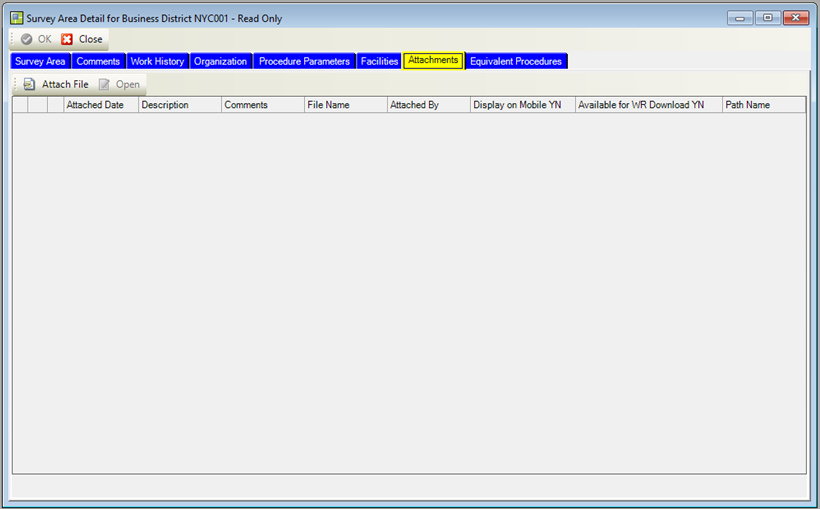 Survey Area Detail for Business District NYC001 - Read Only
OK Close
Survey Area Comments Work History Organization Procedure Parameters Facilities Attachments Equivalent Procedures
Attach File Open
Attached Date Description Comments File Name Attached By Display on Mobile YN Available for WR Download YN Path Name